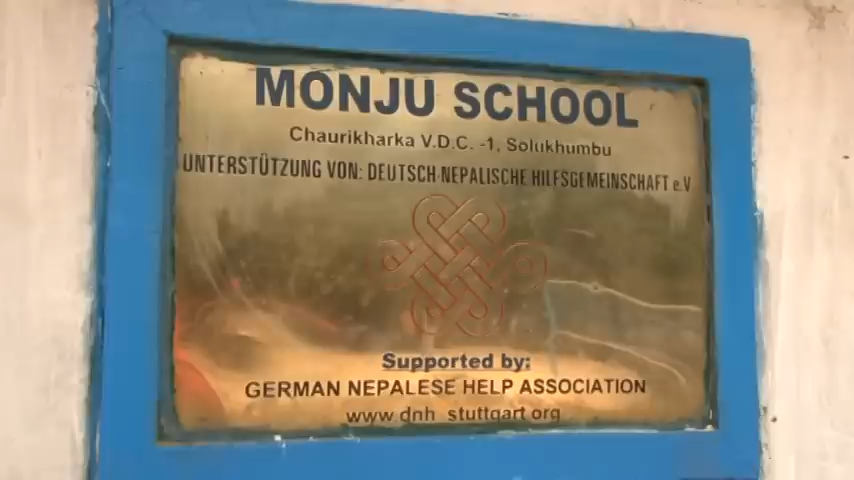 MONJU SCHOOL
Chaurikharka V.D.C. -1, Solukhumbu
UNTERSTÜTZUNG VON: DEUTSCH-NEPALISCHE HILFSGEMEINSCHAFT e.V
Supported by:
GERMAN NEPALESE HELP ASSOCIATION
www.dnh_stuttgart.org